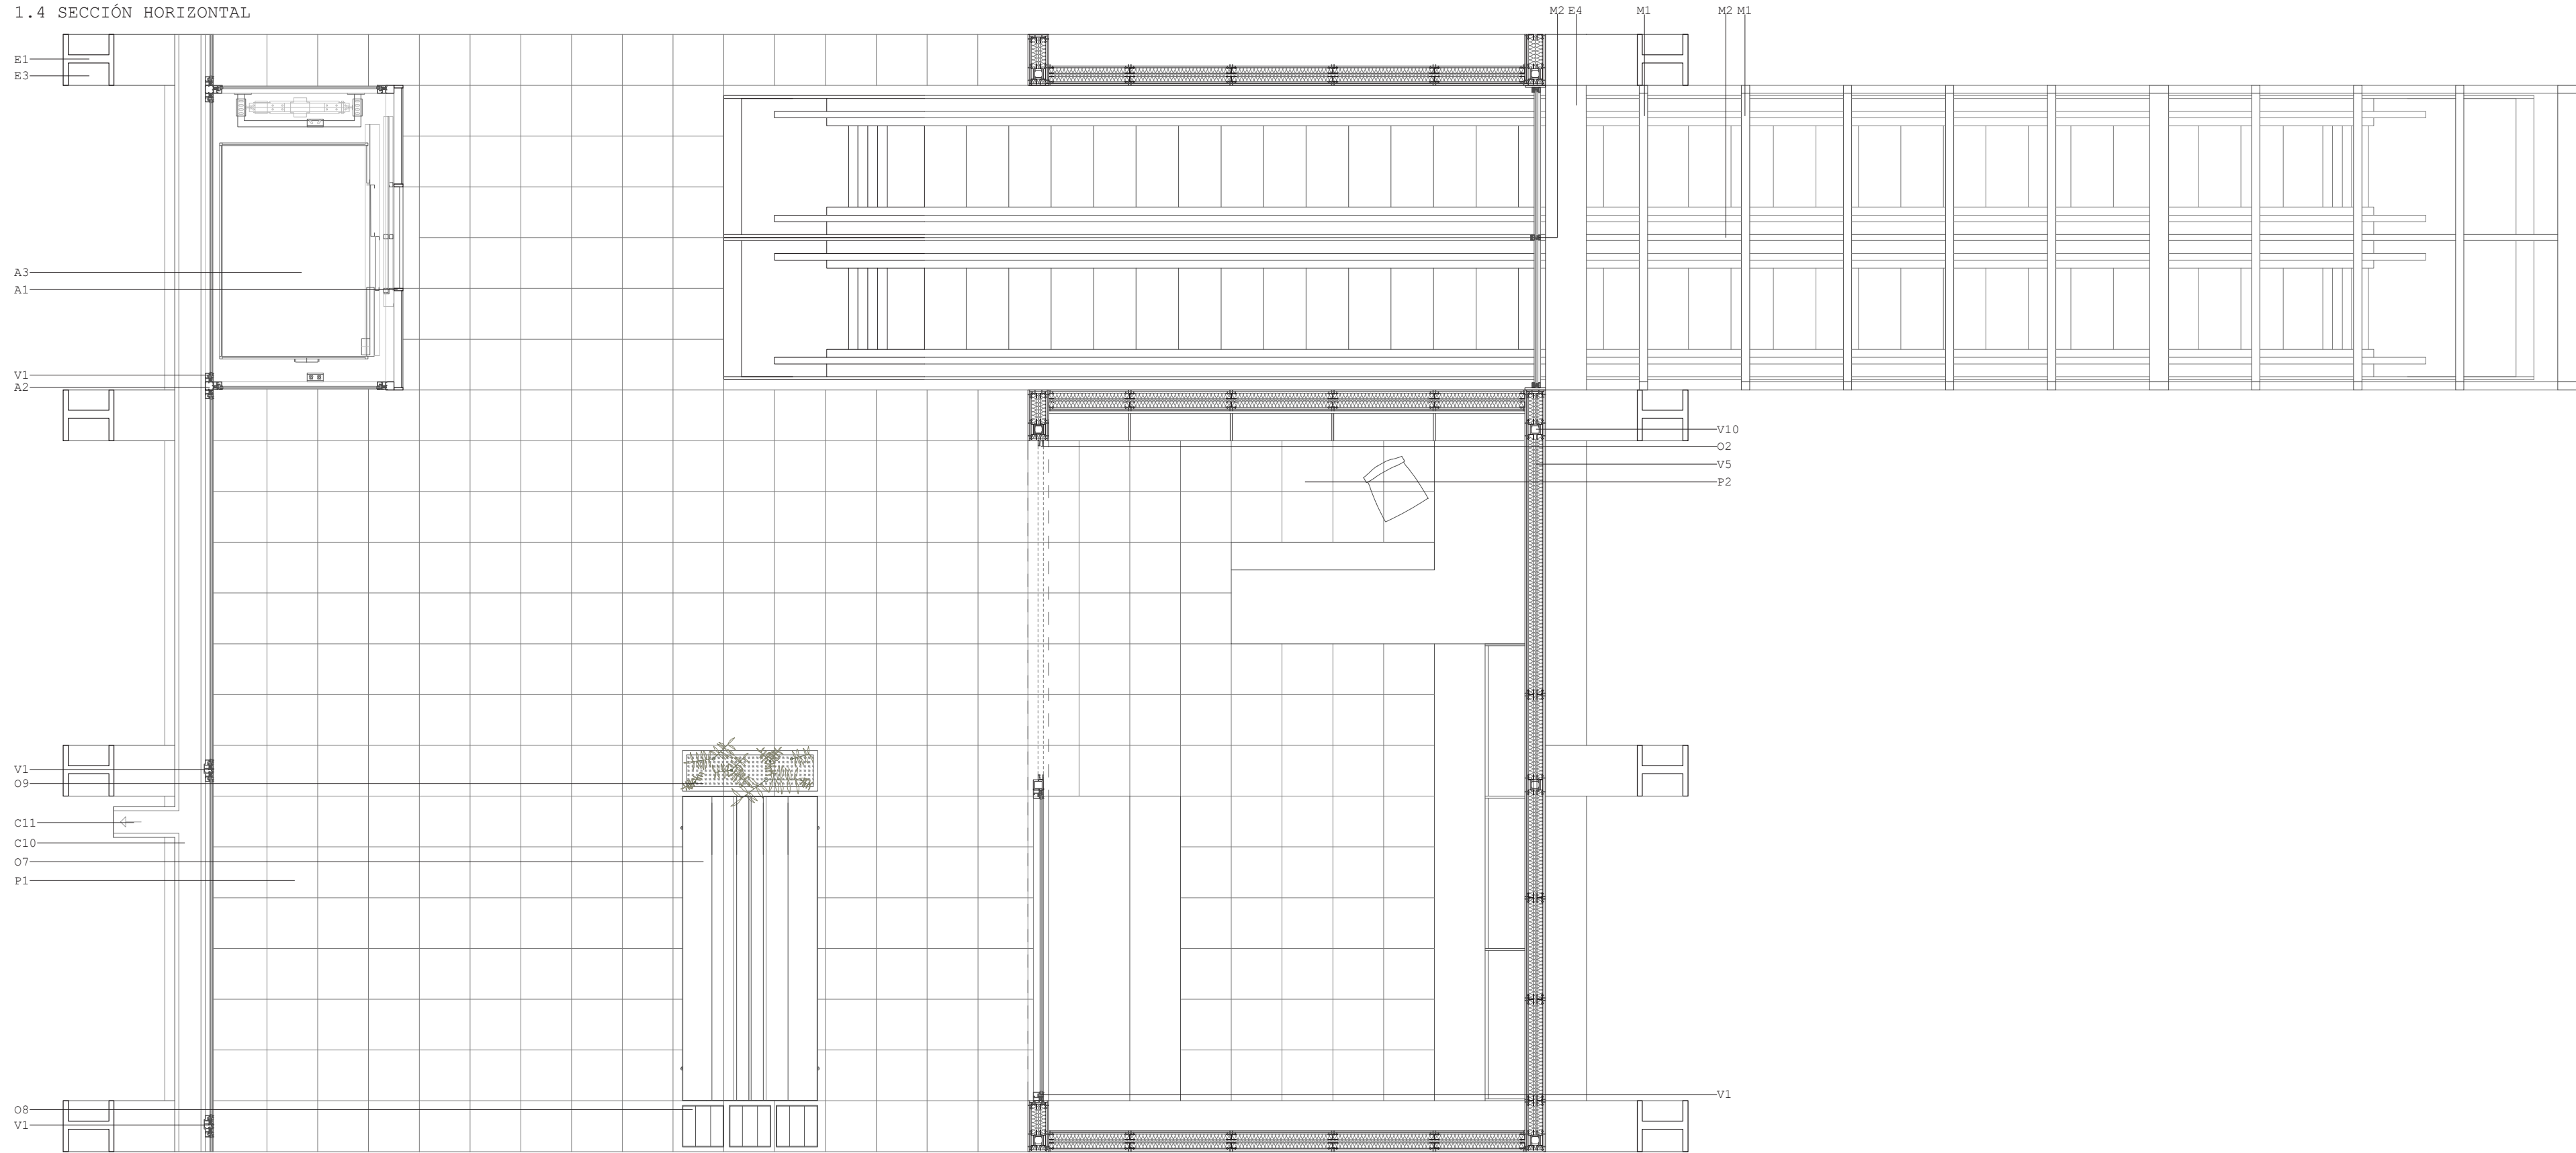 1.4 SECCIÓN HORIZONTAL
M2 E4 M1 M2 M1
E1
E3
A3
A1
V1
A2
V10
O2
V5
P2
V1
O9
C11
C10
O7
P1
V1
O8
V1